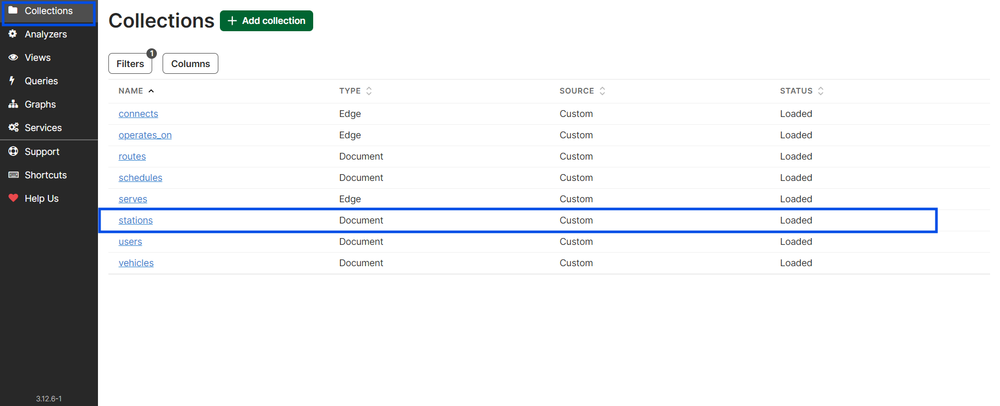 Collections
Analyzers
Views
Queries
Graphs
Services
Support
Shortcuts
Help Us
3.12.6-1
Collections + Add collection
Filters 1 Columns
NAME TYPE SOURCE STATUS
connects Edge Custom Loaded
operates_on Edge Custom Loaded
routes Document Custom Loaded
schedules Document Custom Loaded
serves Edge Custom Loaded
stations Document Custom Loaded
users Document Custom Loaded
vehicles Document Custom Loaded